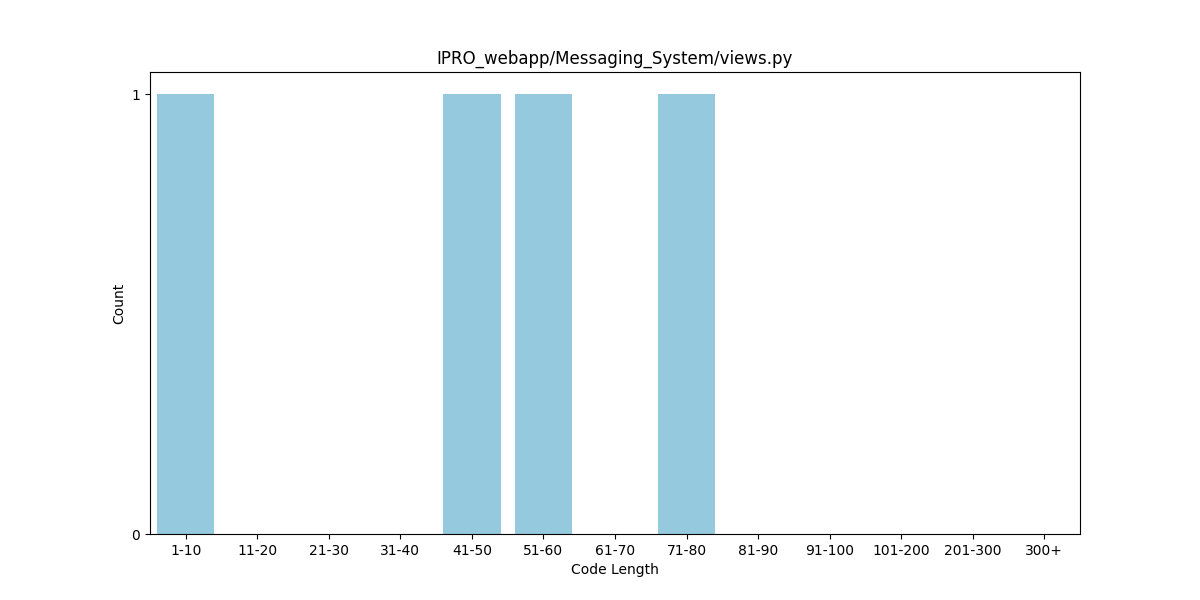 IPRO_webapp/Messaging_System/views.py
1
Count
0
1-10 11-20 21-30 31-40 41-50 51-60 61-70 71-80 81-90 91-100 101-200 201-300 300+
Code Length